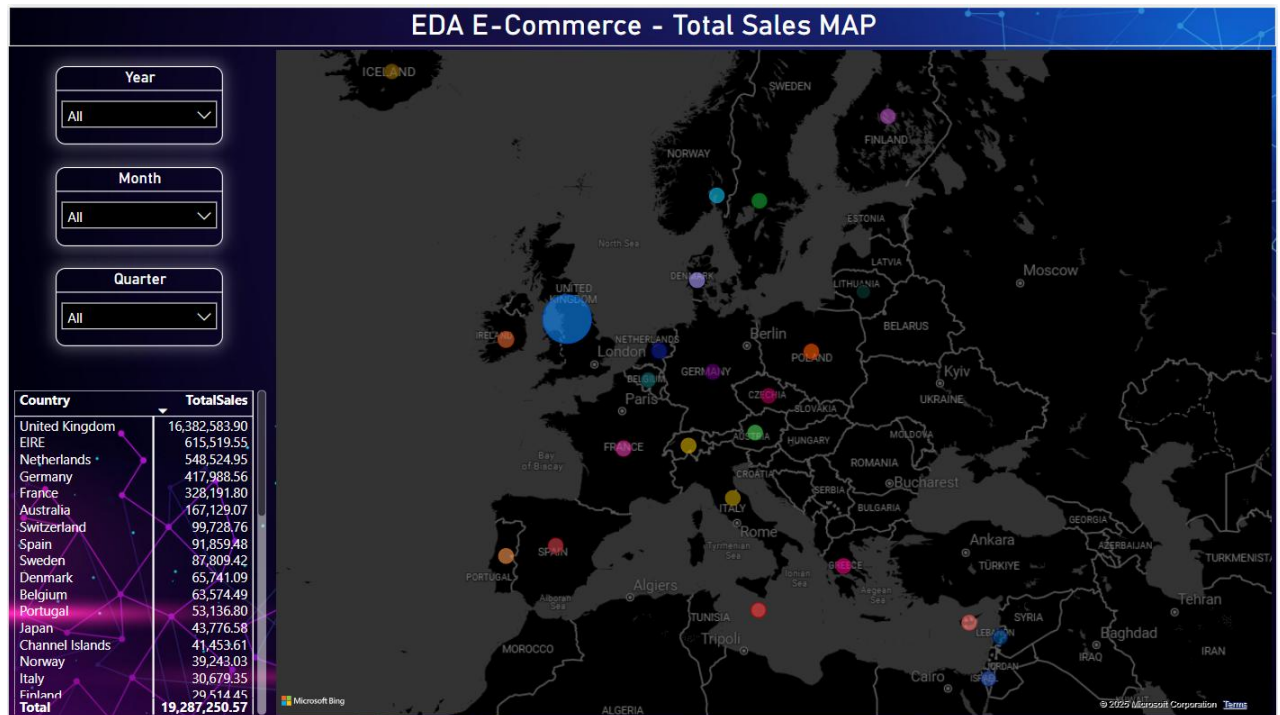 EDA E-Commerce - Total Sales MAP
Year
All
Month
All
Quarter
All
Country TotalSales
United Kingdom 16,382,583.90
EIRE 615,519.55
Netherlands 548,524.95
Germany 417,988.56
France 328,191.80
Australia 167,129.07
Switzerland 99,728.76
Spain 91,859.48
Sweden 87,809.42
Denmark 65,741.09
Belgium 63,574.49
Portugal 53,136.80
Japan 43,776.58
Channel Islands 41,453.61
Norway 39,243.03
Italy 30,679.35
Finland 29,514.45
Total 19,287,250.57
ICELAND
SWEDEN
FINLAND
NORWAY
ESTONIA
North Sea
LATVIA
Moscow
DENMARK
LITHUANIA
UNITED
KINGDOM
BELARUS
IRELAND
NETHERLANDS
Berlin
London
POLAND
BELGIUM
GERMANY
Kyiv
Paris
CZECHIA
UKRAINE
SLOVAKIA
FRANCE
AUSTRIA
HUNGARY
MOLDOVA
Bay
of Biscay
ROMANIA
CROATIA
Bucharest
SERBIA
ITALY
BULGARIA
GEORGIA
Rome
Ankara
AZERBAIJAN
Tyrrhenian
Sea
SPAIN
TURKMENIST
PORTUGAL
GREECE
TÜRKIYE
Ionian
Sea
Algiers
Aegean
Sea
Alboran
Sea
Tehran
TUNISIA
SYRIA
Tripoli
LEBANON
Baghdad
MOROCCO
IRAQ
IRAN
JORDAN
Cairo
ISRAEL
KUWAIT
Microsoft Bing
ALGERIA
© 2025 Microsoft Corporation Terms